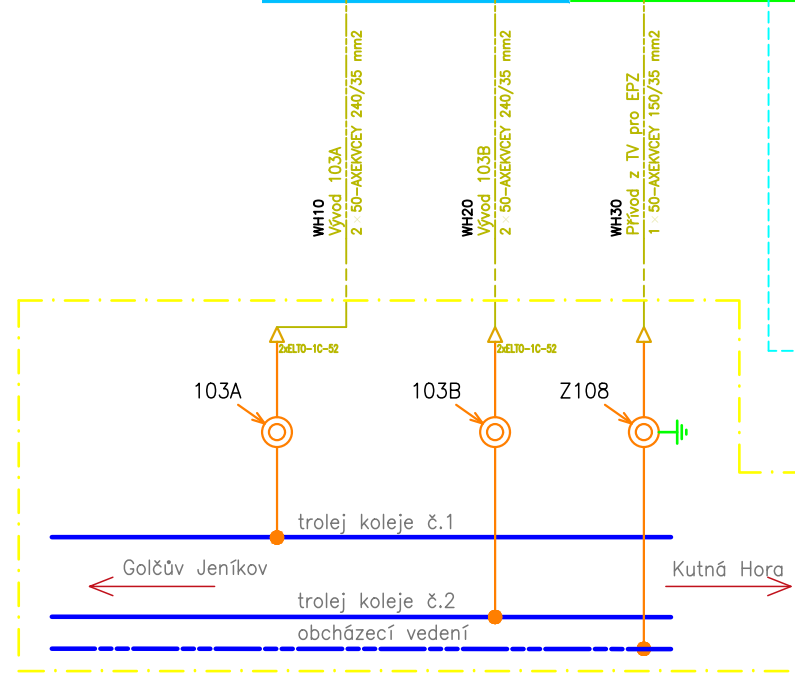 WH10
Vývod 103A
2 × 50-AXEKVCEY 240/35 mm2
WH20
Vývod 103B
2 × 50-AXEKVCEY 240/35 mm2
WH30
Přívod z TV pro EPZ
1 × 50-AXEKVCEY 150/35 mm2
2xELTO-1C-52
2xELTO-1C-52
103A
103B
Z108
trolej koleje č.1
Golčův Jeníkov
Kutná Hora
trolej koleje č.2
obcházecí vedení